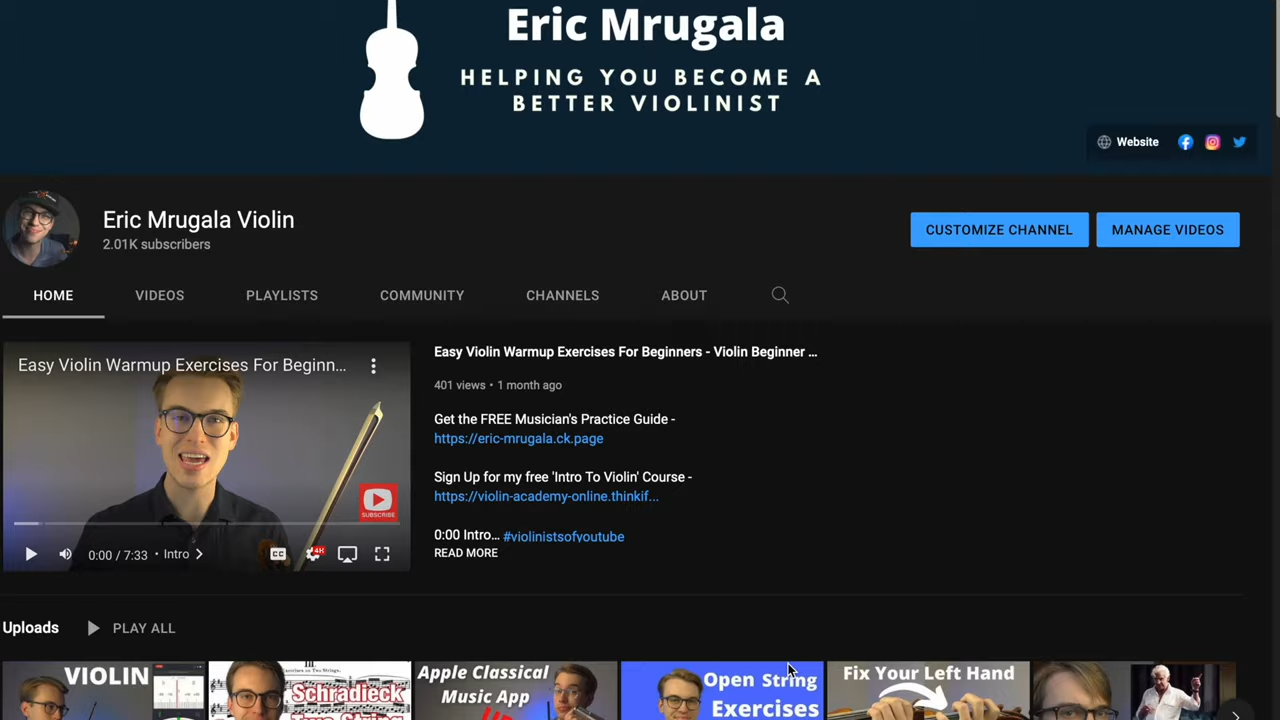 Eric Mrugala
HELPING YOU BECOME A
BETTER VIOLINIST
Website
Eric Mrugala Violin
2.01K subscribers
CUSTOMIZE CHANNEL
MANAGE VIDEOS
HOME
VIDEOS
PLAYLISTS
COMMUNITY
CHANNELS
ABOUT
Easy Violin Warmup Exercises For Beginn...
SUBSCRIBE
0:00 / 7:33 • Intro
CC
4K
Easy Violin Warmup Exercises For Beginners - Violin Beginner ...
401 views • 1 month ago
Get the FREE Musician's Practice Guide -
https://eric-mrugala.ck.page
Sign Up for my free 'Intro To Violin' Course -
https://violin-academy-online.thinkif...
0:00 Intro... #violinistsofyoutube
READ MORE
Uploads
PLAY ALL
VIOLIN
Schradieck
Two String
Apple Classical
Music App
Open String
Exercises
Fix Your Left Hand